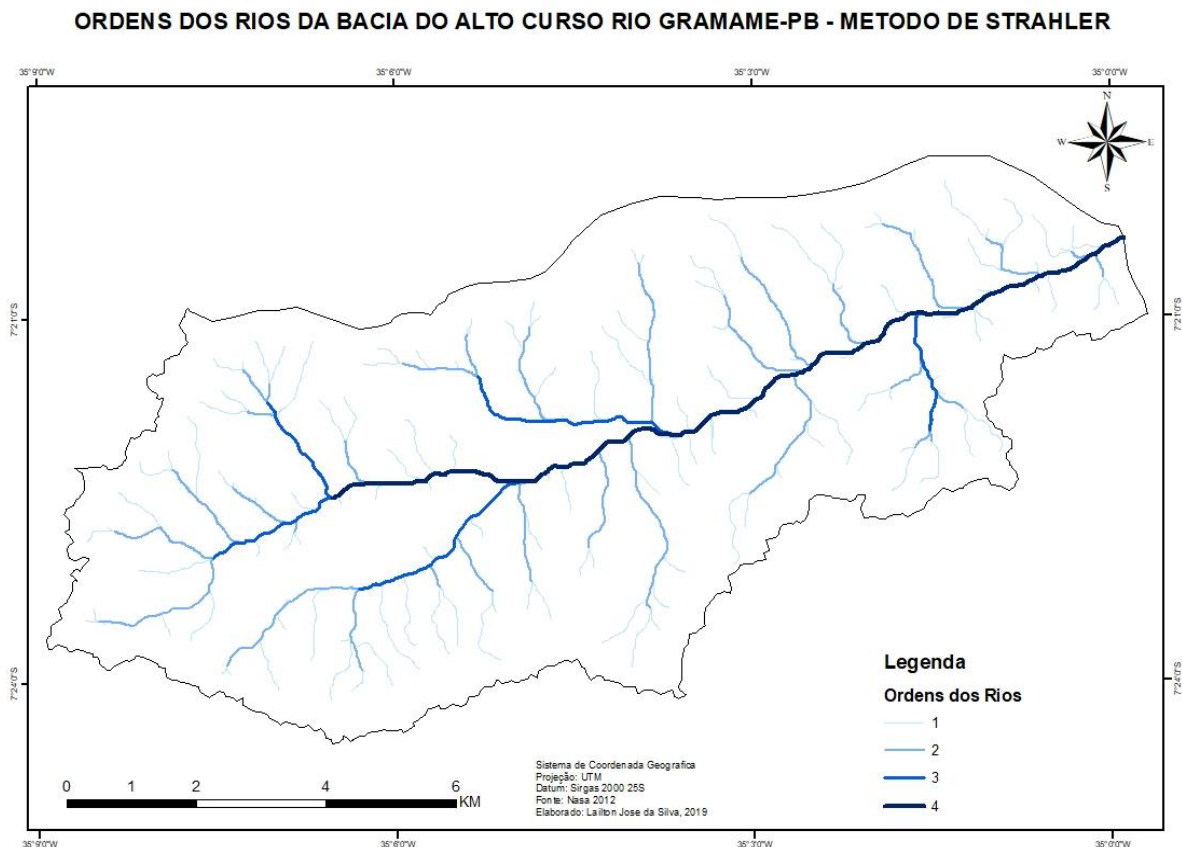 ORDENS DOS RIOS DA BACIA DO ALTO CURSO RIO GRAMAME-PB - METODO DE STRAHLER
35°9'0"W 35°6'0"W 35°3'0"W 35°0'0"W
N
W E
S
7°21'0"S 7°21'0"S
7°24'0"S 7°24'0"S
Legenda
Ordens dos Rios
1
2
3
4
0 1 2 4 6
KM
Sistema de Coordenada Geografica
Projeção: UTM
Datum: Sirgas 2000 25S
Fonte: Nasa 2012
Elaborado: Lailton Jose da Silva, 2019
35°9'0"W 35°6'0"W 35°3'0"W 35°0'0"W